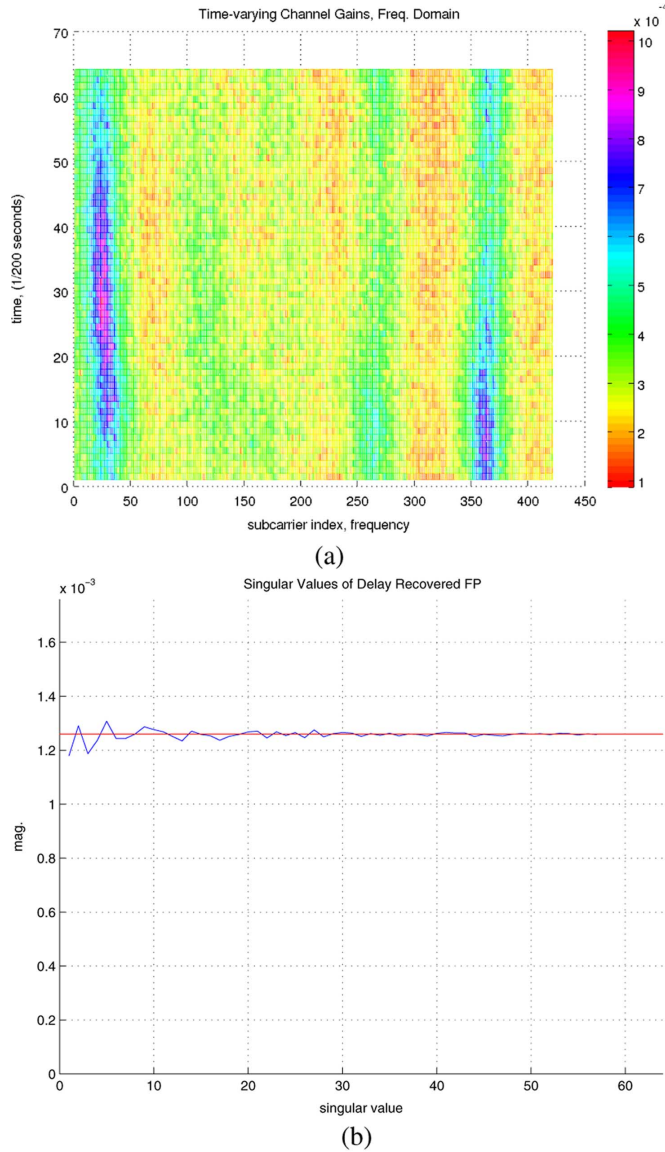 Time-varying Channel Gains, Freq. Domain
x 10⁻⁴
70
60
50
40
30
20
10
0
time, (1/200 seconds)
0 50 100 150 200 250 300 350 400 450
subcarrier index, frequency
10
9
8
7
6
5
4
3
2
1
(a)
Singular Values of Delay Recovered FP
x 10⁻³
1.6
1.4
1.2
1
0.8
0.6
0.4
0.2
0
mag.
0 10 20 30 40 50 60
singular value
(b)